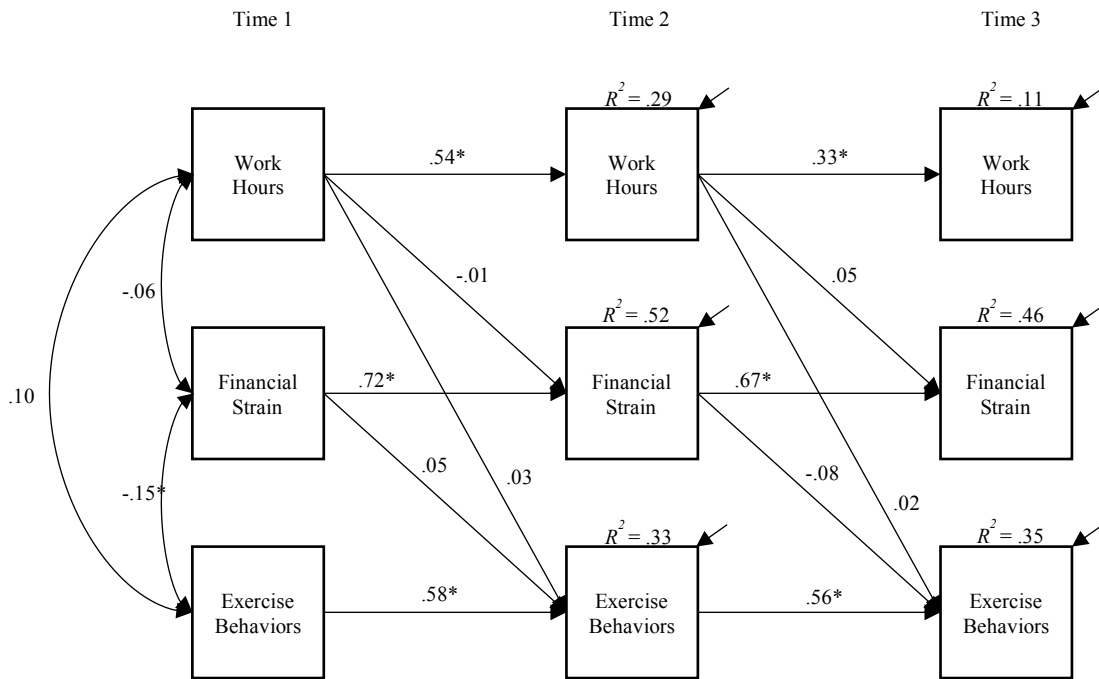 Time 1
Time 2
Time 3
R² = .29
R² = .11
Work
Hours
.54*
Work
Hours
.33*
Work
Hours
-.06
-.01
.05
R² = .52
R² = .46
.10
Financial
Strain
.72*
Financial
Strain
.67*
Financial
Strain
-.15*
.05
.03
-.08
.02
R² = .33
R² = .35
Exercise
Behaviors
.58*
Exercise
Behaviors
.56*
Exercise
Behaviors